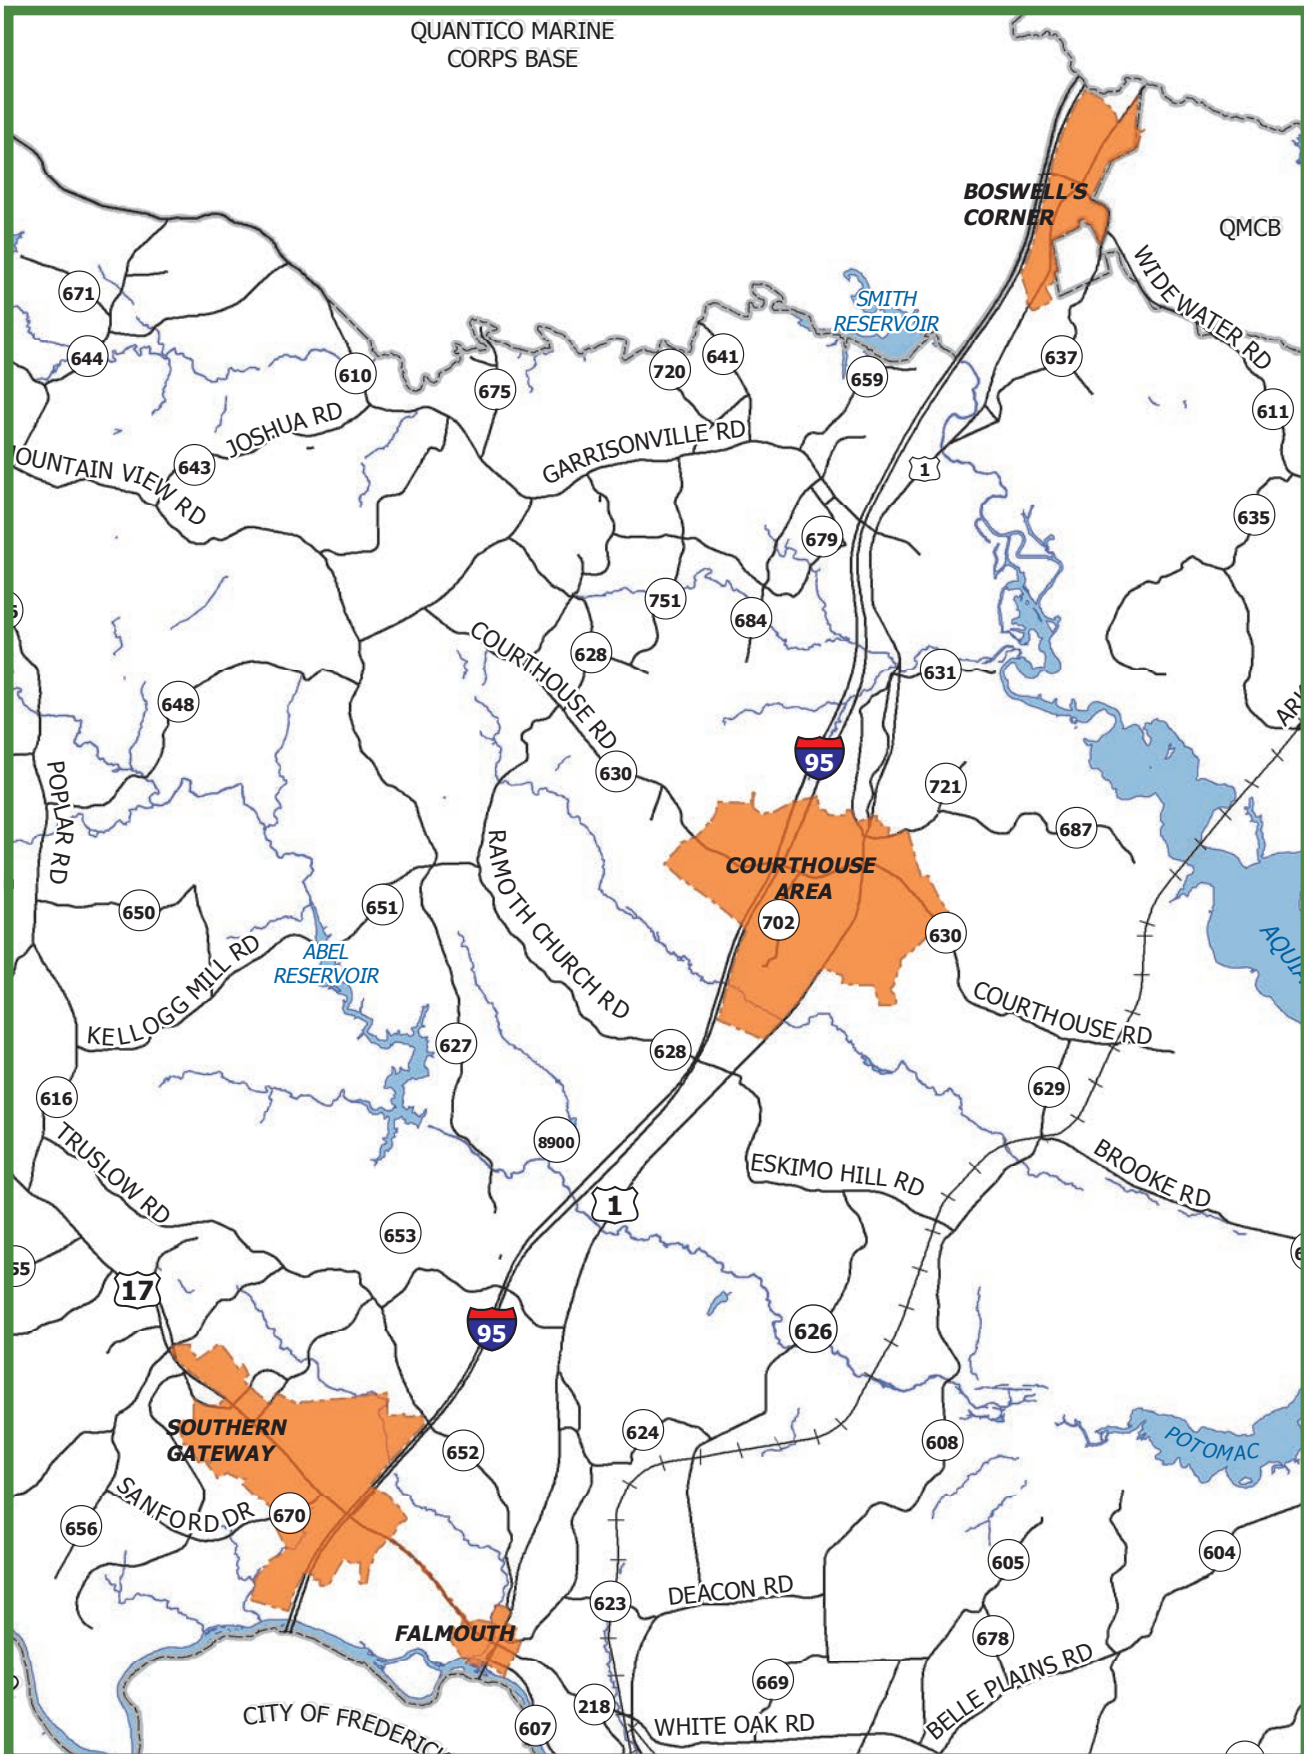 QUANTICO MARINE
CORPS BASE
BOSWELL'S
CORNER
QMCB
WIDEWATER RD
671
SMITH
RESERVOIR
644
610
675
720
641
659
637
611
JOSHUA RD
643
GARRISONVILLE RD
OUNTAIN VIEW RD
1
635
679
751
684
628
COURTHOUSE RD
631
648
ARK
95
630
721
POPLAR RD
687
RAMOTH CHURCH RD
COURTHOUSE
AREA
650
651
702
630
KELLOGG MILL RD
ABEL
RESERVOIR
AQUIA
COURTHOUSE RD
627
628
629
616
TRUSLOW RD
8900
ESKIMO HILL RD
BROOKE RD
1
653
55
17
95
626
SOUTHERN
GATEWAY
652
624
608
POTOMAC
SANFORD DR
670
656
605
604
623
DEACON RD
FALMOUTH
678
BELLE PLAINS RD
669
218
CITY OF FREDERICK
607
WHITE OAK RD